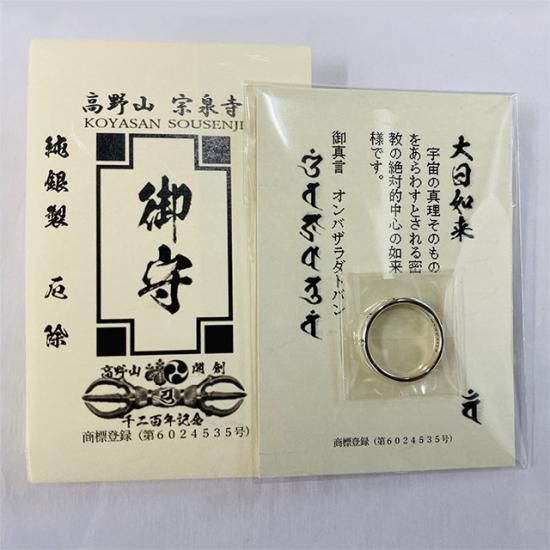 高野山 宗泉寺
KOYASAN SOUSENJI
純銀製 厄除
御守
高野山 開創
忍
千二百年記念
商標登録（第6024535号）
大日如来
宇宙の真理そのもの
をあらわすとされる密
教の絶対的中心の如来
様です。
御真言 オンバザラダトバン
商標登録（第6024535号）